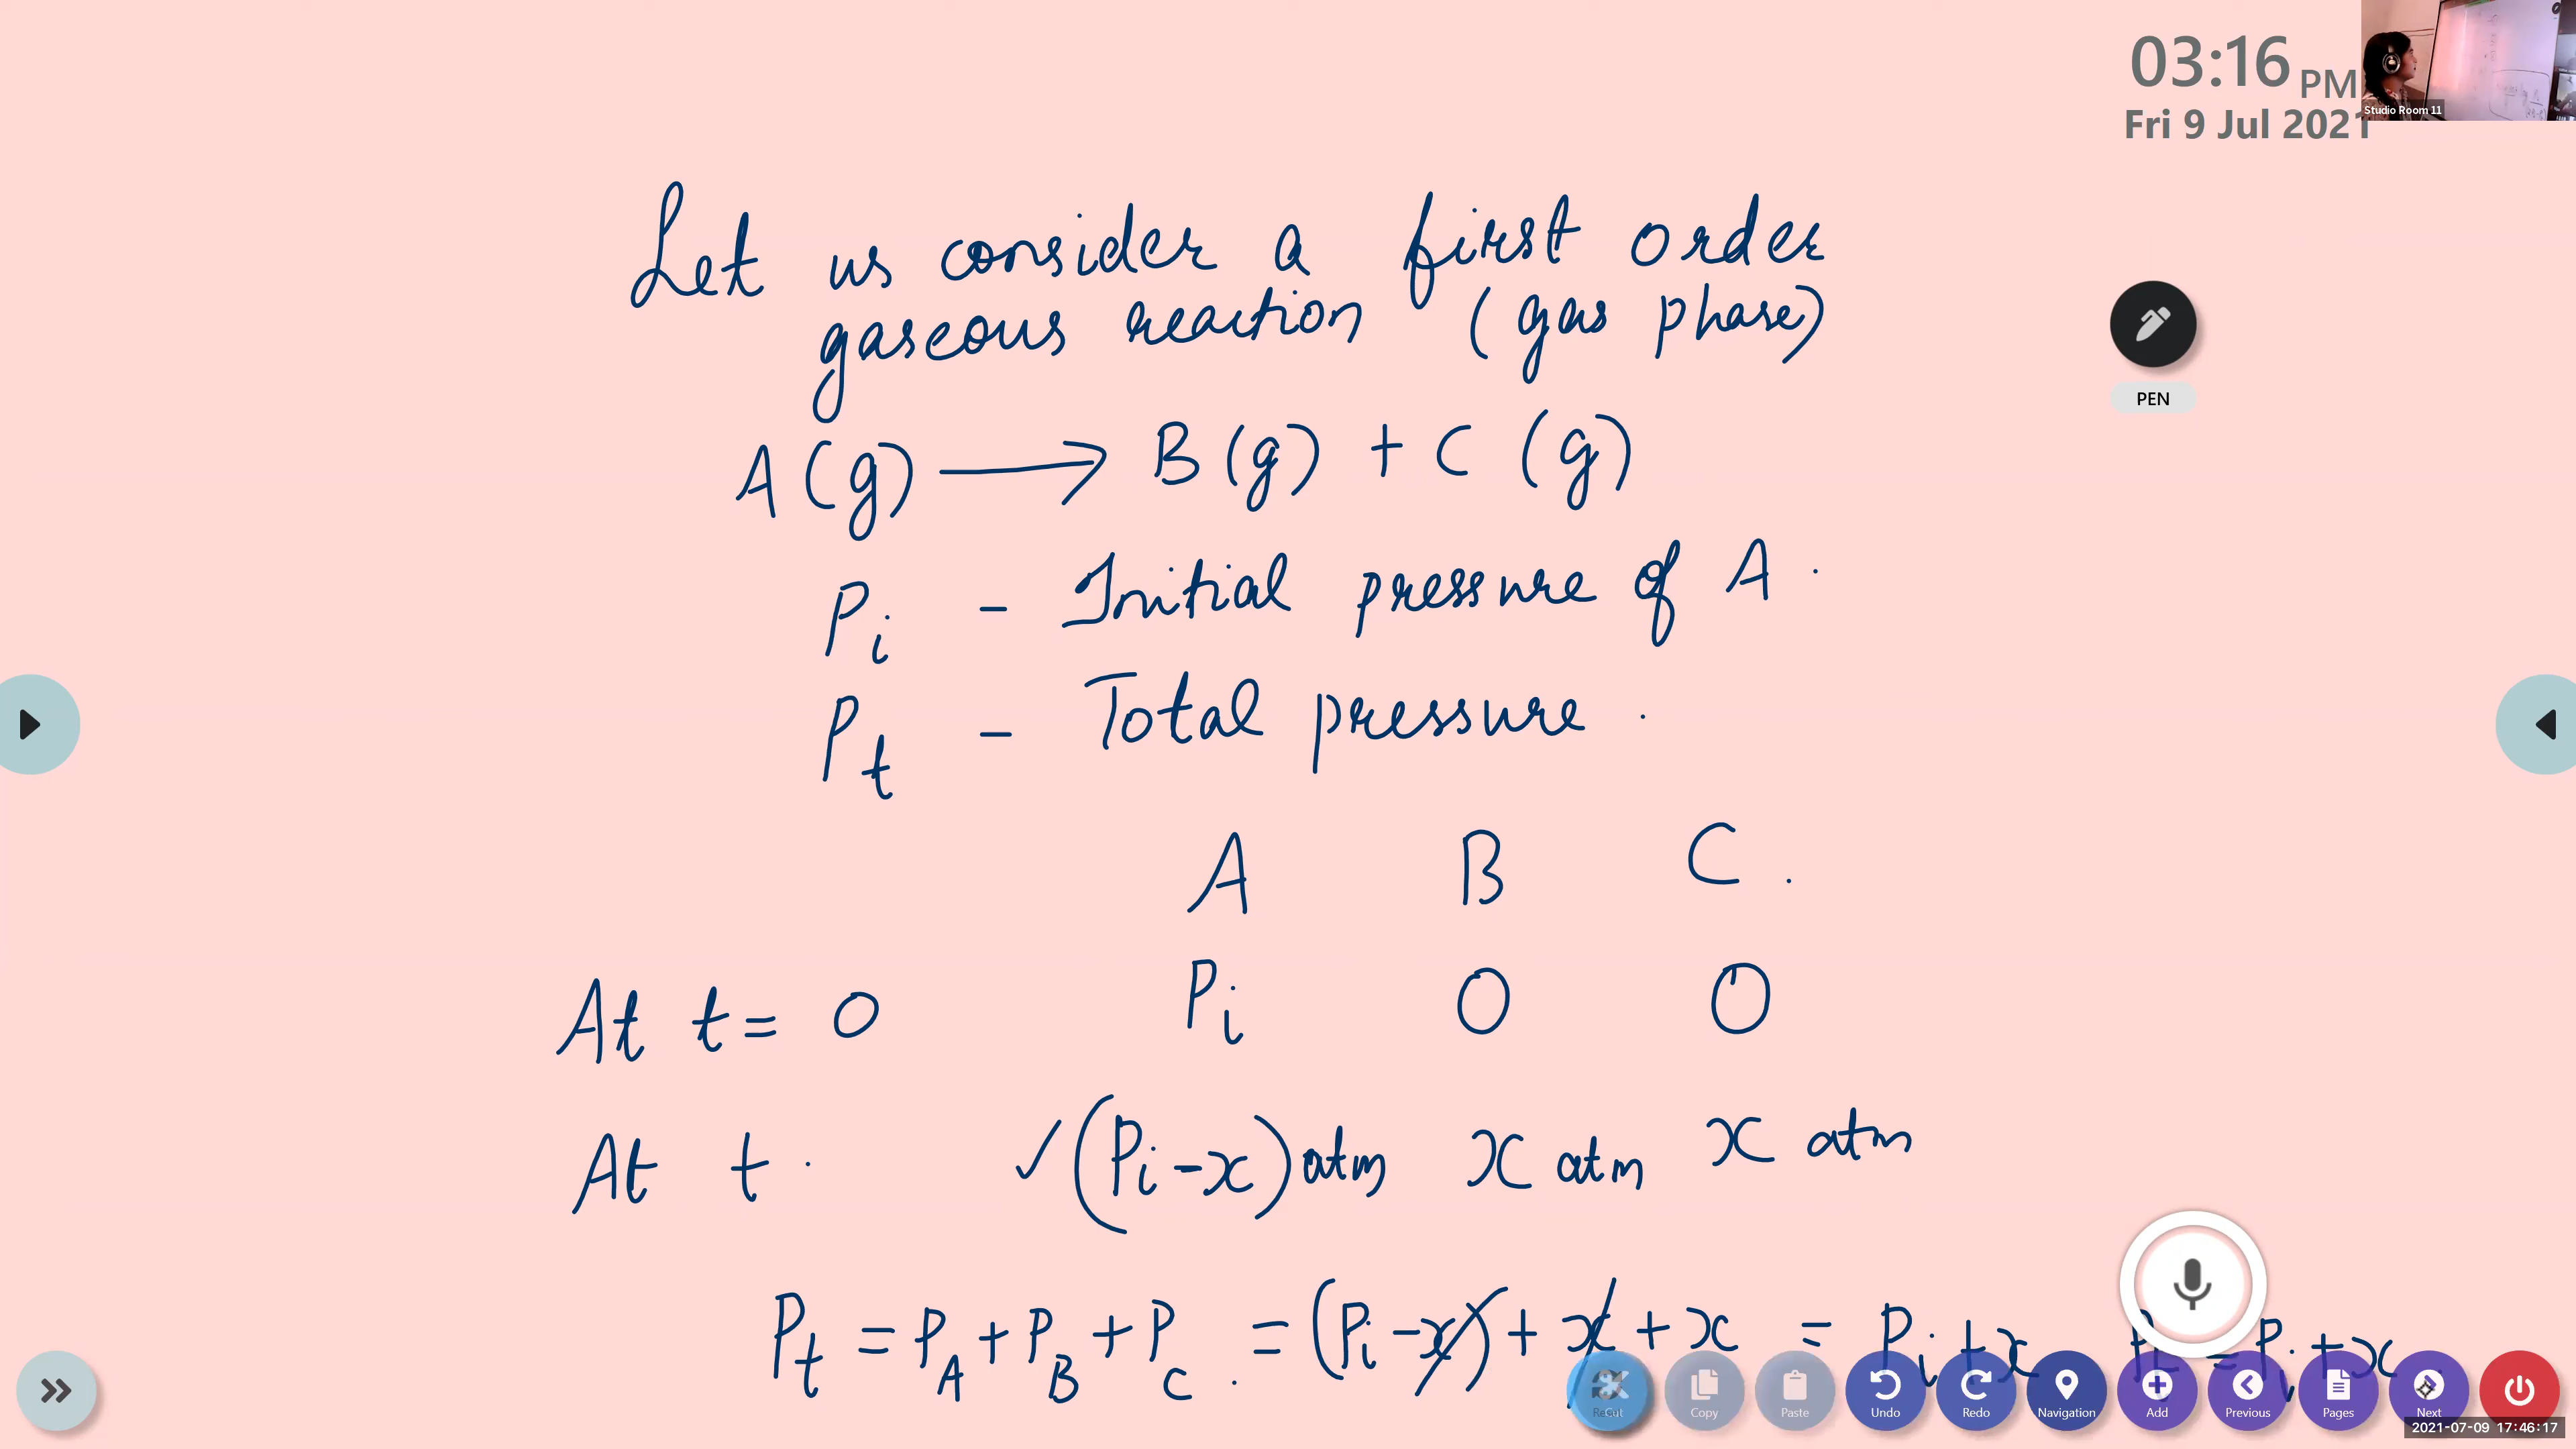 03:16 PM
Fri 9 Jul 2021
Studio Room 11
Let us consider a first order
gaseous reaction (gas phase)
PEN
A(g) ⟶ B(g) + C(g)
Pi - Initial pressure of A.
Pt - Total pressure.
A B C.
At t = 0 Pi 0 0
At t. ✓(Pi-x) atm x atm x atm
Pt = PA + PB + PC. = (Pi-x) + x + x = Pi+x Pt = Pi+x
Cut Copy Paste Undo Redo Navigation Add Previous Pages Next
2021-07-09 17:46:17